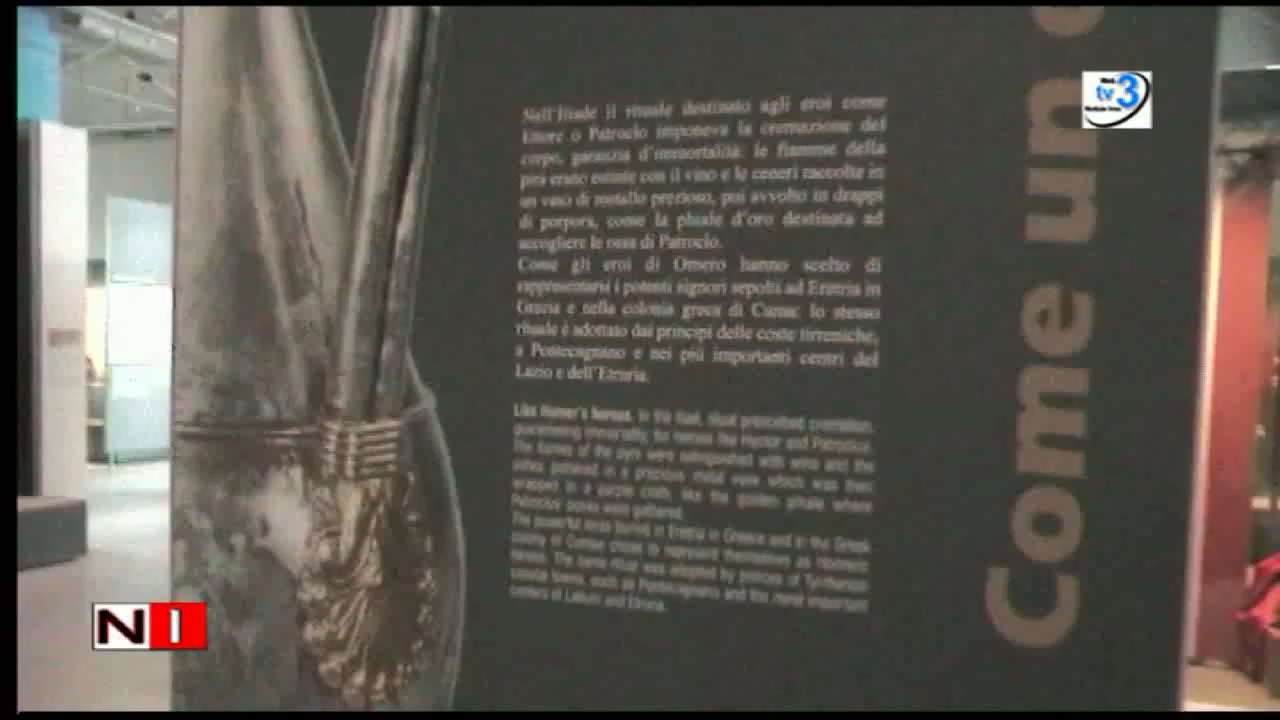 Nell'Iliade il rituale destinato agli eroi come
Ettore o Patroclo imponeva la cremazione del
corpo, garanzia d'immortalità: le fiamme della
pira erano estinte con il vino e le ceneri raccolte in
un vaso di metallo prezioso, poi avvolto in drappi
di porpora, come la phiale d'oro destinata ad
accogliere le ossa di Patroclo.
Come gli eroi di Omero hanno scelto di
rappresentarsi i potenti signori sepolti ad Eretria in
Grecia e nella colonia greca di Cuma: lo stesso
rituale è adottato dai principi delle coste tirreniche,
a Pontecagnano e nei più importanti centri del
Lazio e dell'Etruria.
Like Homer's heroes. In the Iliad, ritual prescribed cremation,
guaranteeing immortality, for heroes like Hector and Patroclus.
The flames of the pyre were extinguished with wine and the
ashes gathered in a precious metal vase which was then
wrapped in a purple cloth, like the golden phiale where
Patroclus' bones were gathered.
The powerful lords buried in Eretria in Greece and in the Greek
colony of Cumae chose to represent themselves as Homeric
heroes. The same ritual was adopted by princes of Tyrrhenian
coastal towns, such as Pontecagnano and the most important
centres of Latium and Etruria.
Come un
tv3
NI